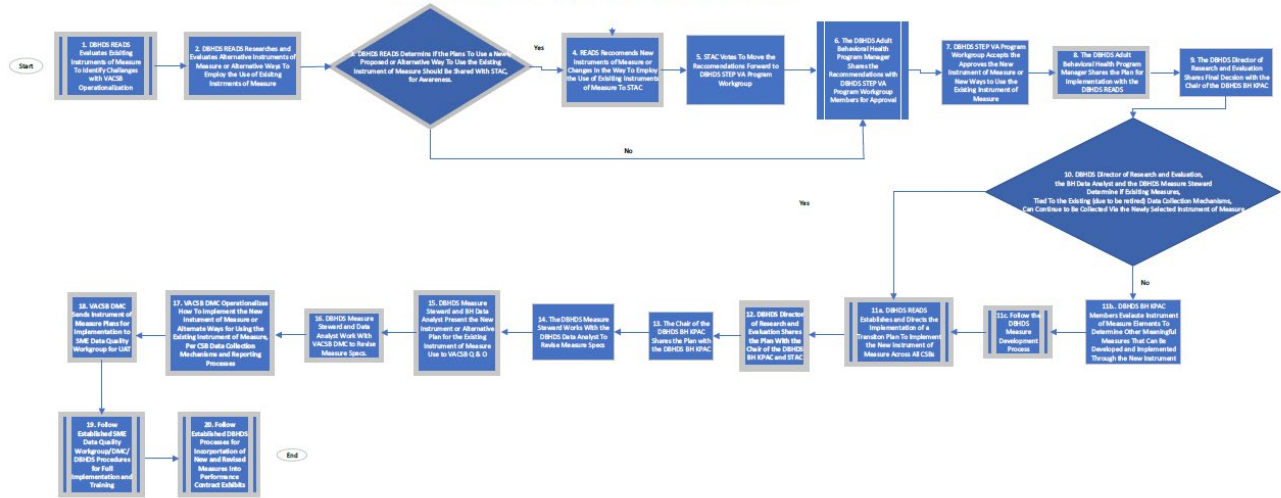 Start
1. DBHDS READS
Evaluates Exisiting
Instruments of Measure
To Identify Challenges
with VACSB
Operationalization
2. DBHDS READS Researches and
Evaluates Alternative Instruments of
Measure or Alternative Ways To
Employ the Use of Existing
Instrments of Measure
3. DBHDS READS Determine If the Plans To Use a New
Proposed or Alternative Way To Use the Existing
Instrument of Measure Should Be Shared With STAC,
for Awareness.
Yes
No
4. READS Reccomends New
Instruments of Measure or
Changes in the Way To Employ
the Use of Existing Instruments
of Measure To STAC
5. STAC Votes To Move the
Reccomendations Forward to
DBHDS STEP VA Program
Workgroup
6. The DBHDS Adult
Behavioral Health
Program Manager
Shares the
Recommendations with
DBHDS STEP VA
Program Workgroup
Members for Approval
7. DBHDS STEP VA Program
Workgroup Accepts the
Approves the New
Instrument of Measure or
New Ways to Use the
Existing Instrument of
Measure
8. The DBHDS Adult
Behavioral Health Program
Manager Shares the Plan for
Implementation with the
DBHDS READS
9. The DBHDS Director
of Research and
Evaluation
Shares Final Decision with the
Chair of the DBHDS BH KPAC
10. DBHDS Director of Research and Evaluation,
the BH Data Analyst and the DBHDS Measure Steward
Determine If Exisiting Measures,
Tied To the Existing (due to be retired) Data Collection Mechanisms,
Can Continue to Be Collected Via the Newly Selected Instrument of Measure
Yes
No
11b.. DBHDS BH KPAC
Members Evaluate Instrument
of Measure Elements To
Determine Other Meaningful
Measures That Can Be
Developed and Implemented
Through the New Instrument
11c. Follow the
DBHDS
Measure
Development
Process
11a. DBHDS READS
Establishes and Directs the
Implementation of a
Transiton Plan To Implement
the New Instrument of
Measure Across All CSBs
12. DBHDS Director
of Research and
Evaluation Shares
the Plan With the
Chair of the DBHDS
BH KPAC and STAC
13. The Chair of the
DBHDS BH KPAC
Shares the Plan with
the DBHDS BH KPAC
14. The DBHDS Measure
Steward Works With the
DBHDS Data Analyst To
Revise Measure Specs
15. DBHDS Measure
Steward and BH Data
Analyst Present the New
Instrument or Alternative
Plan for the Existing
Instrument of Measure
Use to VACSB Q & O
16. DBHDS Measure
Steward and Data
Analyst Work With
VACSB DMC to Revise
Measure Specs.
17. VACSB DMC Operationalizes
How To Implement the New
Instument of Measure or
Alternate Ways for Using the
Existing Instrument of Measure,
Per CSB Data Collection
Mechanisms and Reporting
Processes
18. VACSB DMC
Sends Instrument of
Measure Plans for
Implementation to
SME Data Quality
Workgroup for UAT
19. Follow
Established SME
Data Quality
Workgroup/DMC/
DBHDS Procedures
for Full
Implementation and
Training
20. Follow
Established DBHDS
Processes for
Incorportation of
New and Revised
Measures Into
Performance
Contract Exhibits
End